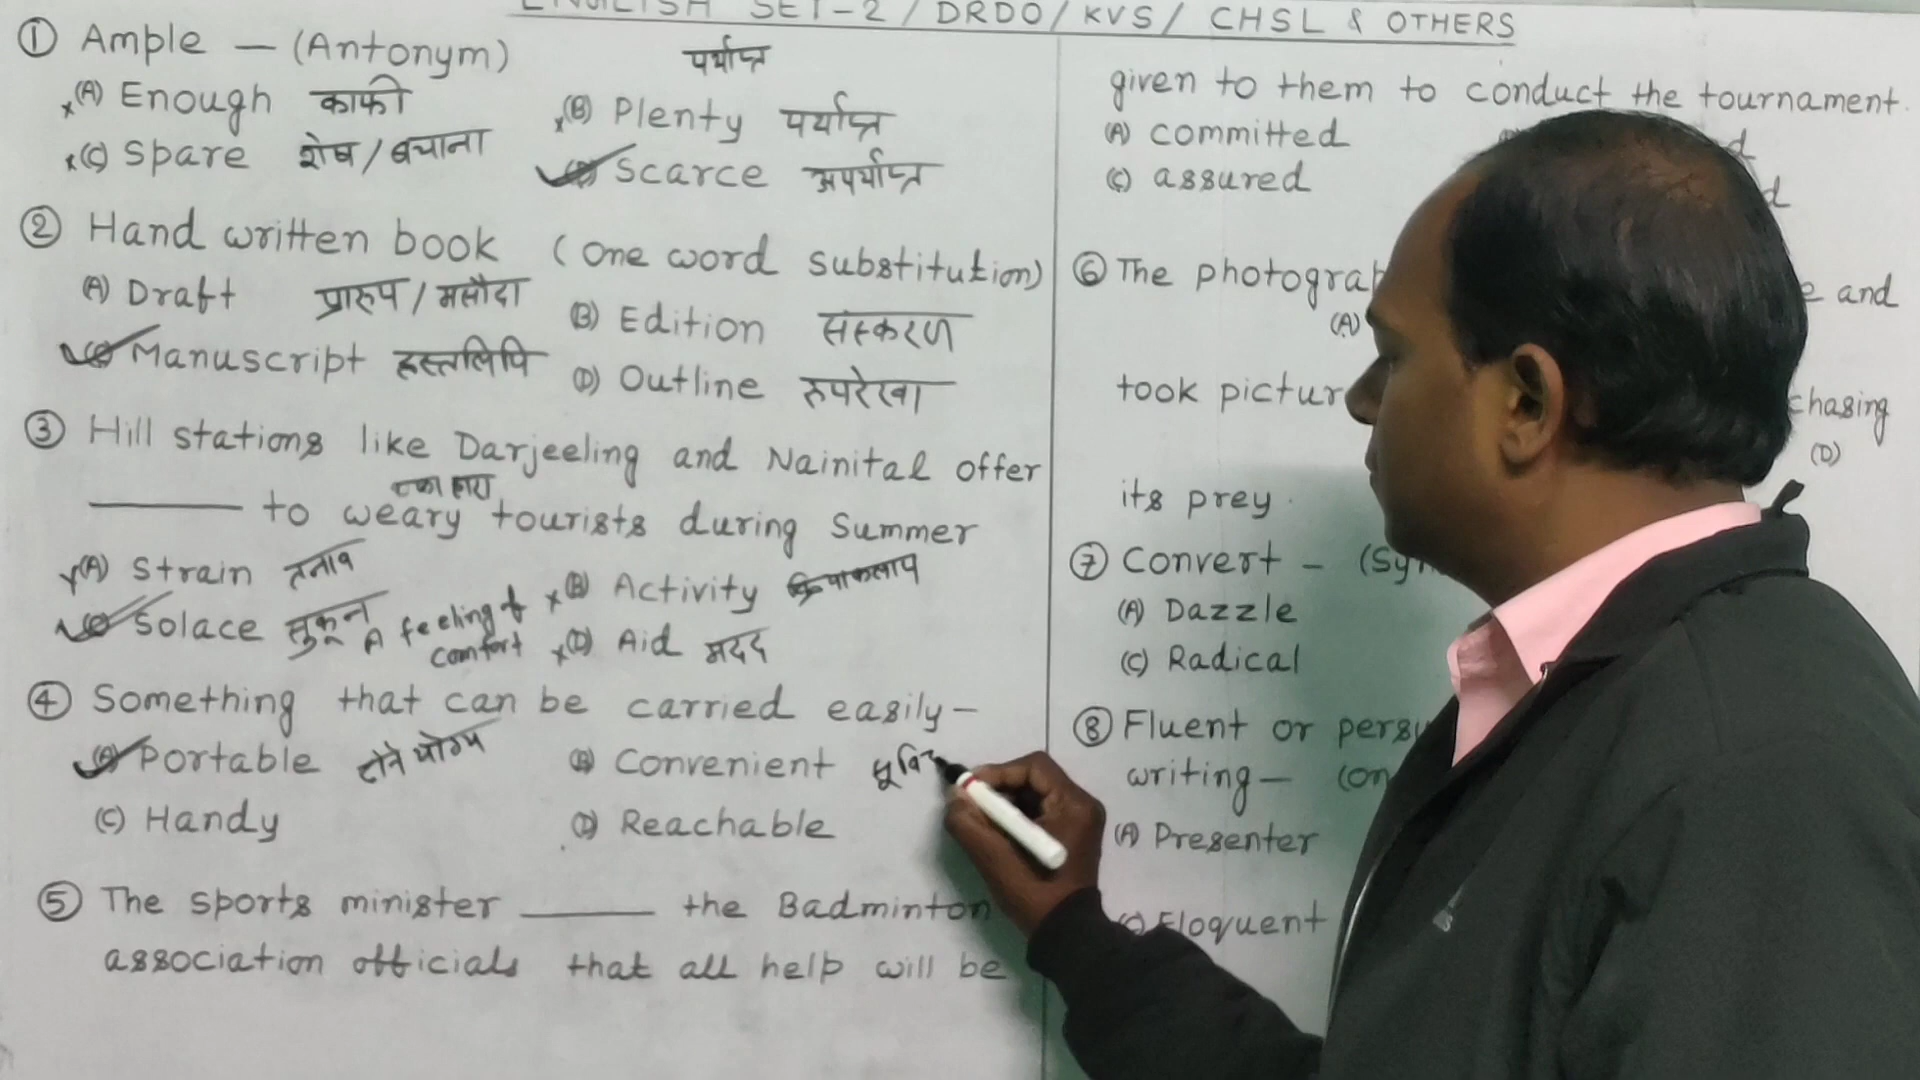 ENGLISH SET-2 / DRDO / KVS / CHSL & OTHERS
① Ample — (Antonym) पर्याप्त
(A) Enough काफी (B) Plenty पर्याप्त
(C) Spare शेष / बचाना Scarce अपर्याप्त
② Hand written book (one word substitution)
(A) Draft प्रारूप / मसौदा (B) Edition संस्करण
Manuscript हस्तलिपि (D) Outline रूपरेखा
③ Hill stations like Darjeeling and Nainital offer
थका हारा
______ to weary tourists during Summer
(A) Strain तनाव (B) Activity क्रियाकलाप
Solace सुकून A feeling of comfort (D) Aid मदद
④ Something that can be carried easily —
(A) Portable ढोने योग्य (B) Convenient
(C) Handy (D) Reachable
⑤ The sports minister ______ the Badminton
association officials that all help will be
given to them to conduct the tournament.
(A) committed
(C) assured
⑥ The and
(A)
took chasing
(D)
its prey.
⑦ Convert —
(A) Dazzle
(C) Radical
⑧ Fluent or
writing —
(A) Presenter
(C) Eloquent